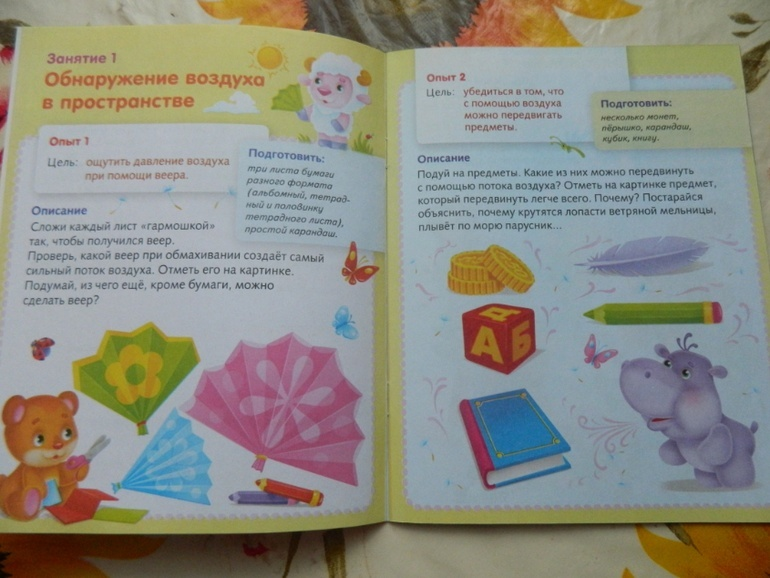 Занятие 1
Обнаружение воздуха
в пространстве
Опыт 1
Цель: ощутить давление воздуха
при помощи веера.
Подготовить:
три листа бумаги
разного формата
(альбомный, тетрад-
ный и половинку
тетрадного листа),
простой карандаш.
Описание
Сложи каждый лист «гармошкой»
так, чтобы получился веер.
Проверь, какой веер при обмахивании создаёт самый
сильный поток воздуха. Отметь его на картинке.
Подумай, из чего ещё, кроме бумаги, можно
сделать веер?
Опыт 2
Цель: убедиться в том, что
с помощью воздуха
можно передвигать
предметы.
Подготовить:
несколько монет,
пёрышко, карандаш,
кубик, книгу.
Описание
Подуй на предметы. Какие из них можно передвинуть
с помощью потока воздуха? Отметь на картинке предмет,
который передвинуть легче всего. Почему? Постарайся
объяснить, почему крутятся лопасти ветряной мельницы,
плывёт по морю парусник...
Д
А Б